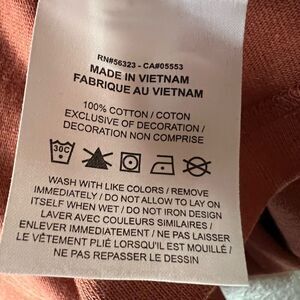 RN#56323 - CA#05553
MADE IN VIETNAM
FABRIQUE AU VIETNAM
100% COTTON / COTON
EXCLUSIVE OF DECORATION /
DECORATION NON COMPRISE
30C
WASH WITH LIKE COLORS / REMOVE
IMMEDIATELY / DO NOT ALLOW TO LAY ON
ITSELF WHEN WET / DO NOT IRON DESIGN
LAVER AVEC COULEURS SIMILAIRES /
ENLEVER IMMEDIATEMENT / NE PAS LAISSER
LE VÊTEMENT PLIÉ LORSQU'IL EST MOUILLÉ /
NE PAS REPASSER LE DESSIN